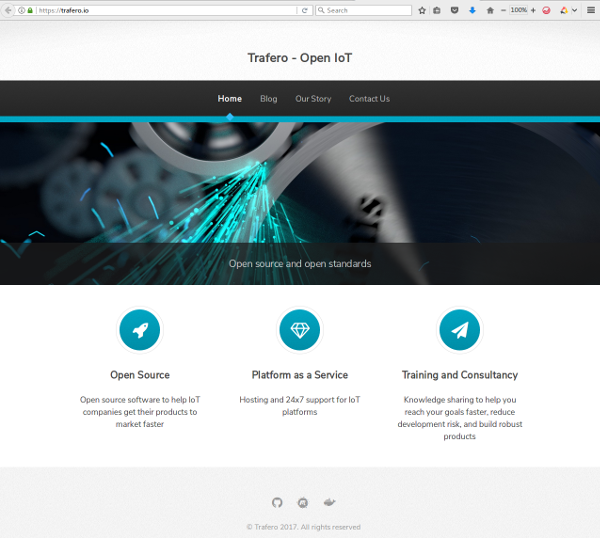 https://trafero.io
Search
100%
Trafero - Open IoT
Home Blog Our Story Contact Us
Open source and open standards
Open Source
Open source software to help IoT
companies get their products to
market faster
Platform as a Service
Hosting and 24x7 support for IoT
platforms
Training and Consultancy
Knowledge sharing to help you
reach your goals faster, reduce
development risk, and build robust
products
© Trafero 2017. All rights reserved